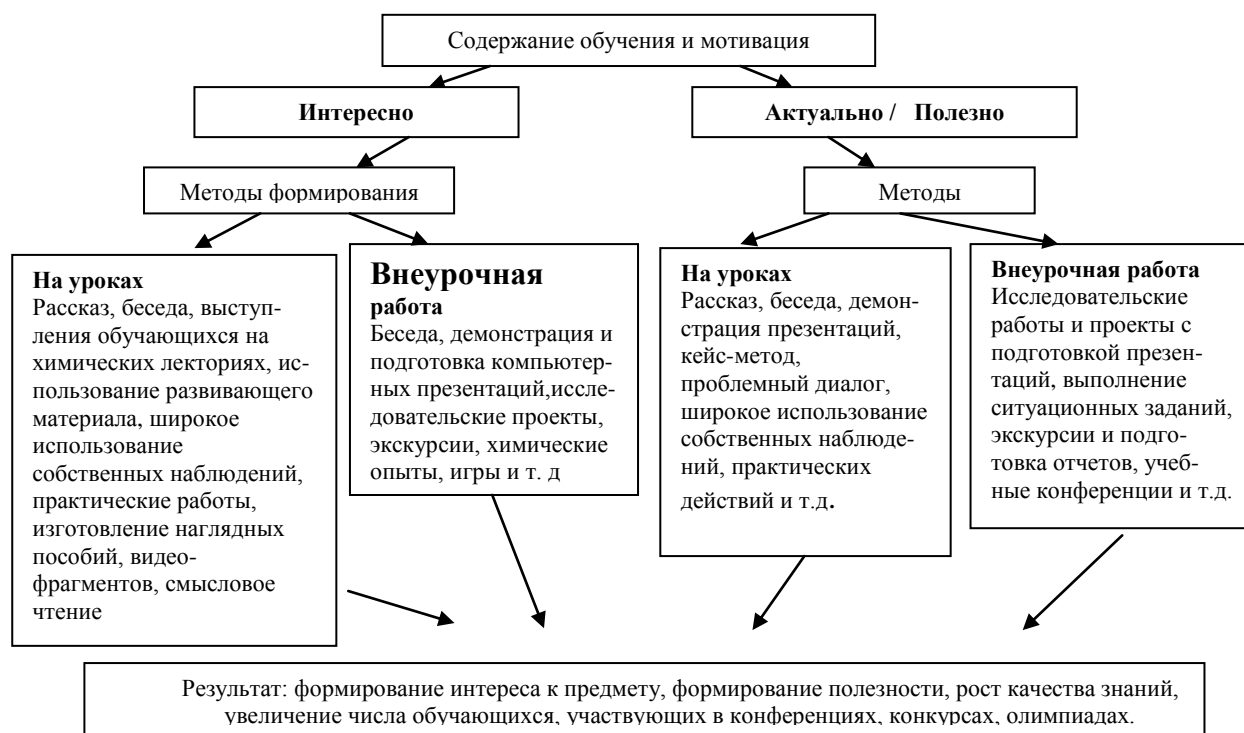 Содержание обучения и мотивация
Интересно
Актуально / Полезно
Методы формирования
Методы
На уроках
Рассказ, беседа, выступ-
ления обучающихся на
химических лекториях, ис-
пользование развивающего
материала, широкое
использование
собственных наблюдений,
практические работы,
изготовление наглядных
пособий, видео-
фрагментов, смысловое
чтение
Внеурочная
работа
Беседа, демонстрация и
подготовка компьютер-
ных презентаций,иссле-
довательские проекты,
экскурсии, химические
опыты, игры и т. д
На уроках
Рассказ, беседа, демон-
страция презентаций,
кейс-метод,
проблемный диалог,
широкое использование
собственных наблюде-
ний, практических
действий и т.д.
Внеурочная работа
Исследовательские
работы и проекты с
подготовкой презен-
таций, выполнение
ситуационных заданий,
экскурсии и подго-
товка отчетов, учеб-
ные конференции и т.д.
Результат: формирование интереса к предмету, формирование полезности, рост качества знаний,
увеличение числа обучающихся, участвующих в конференциях, конкурсах, олимпиадах.